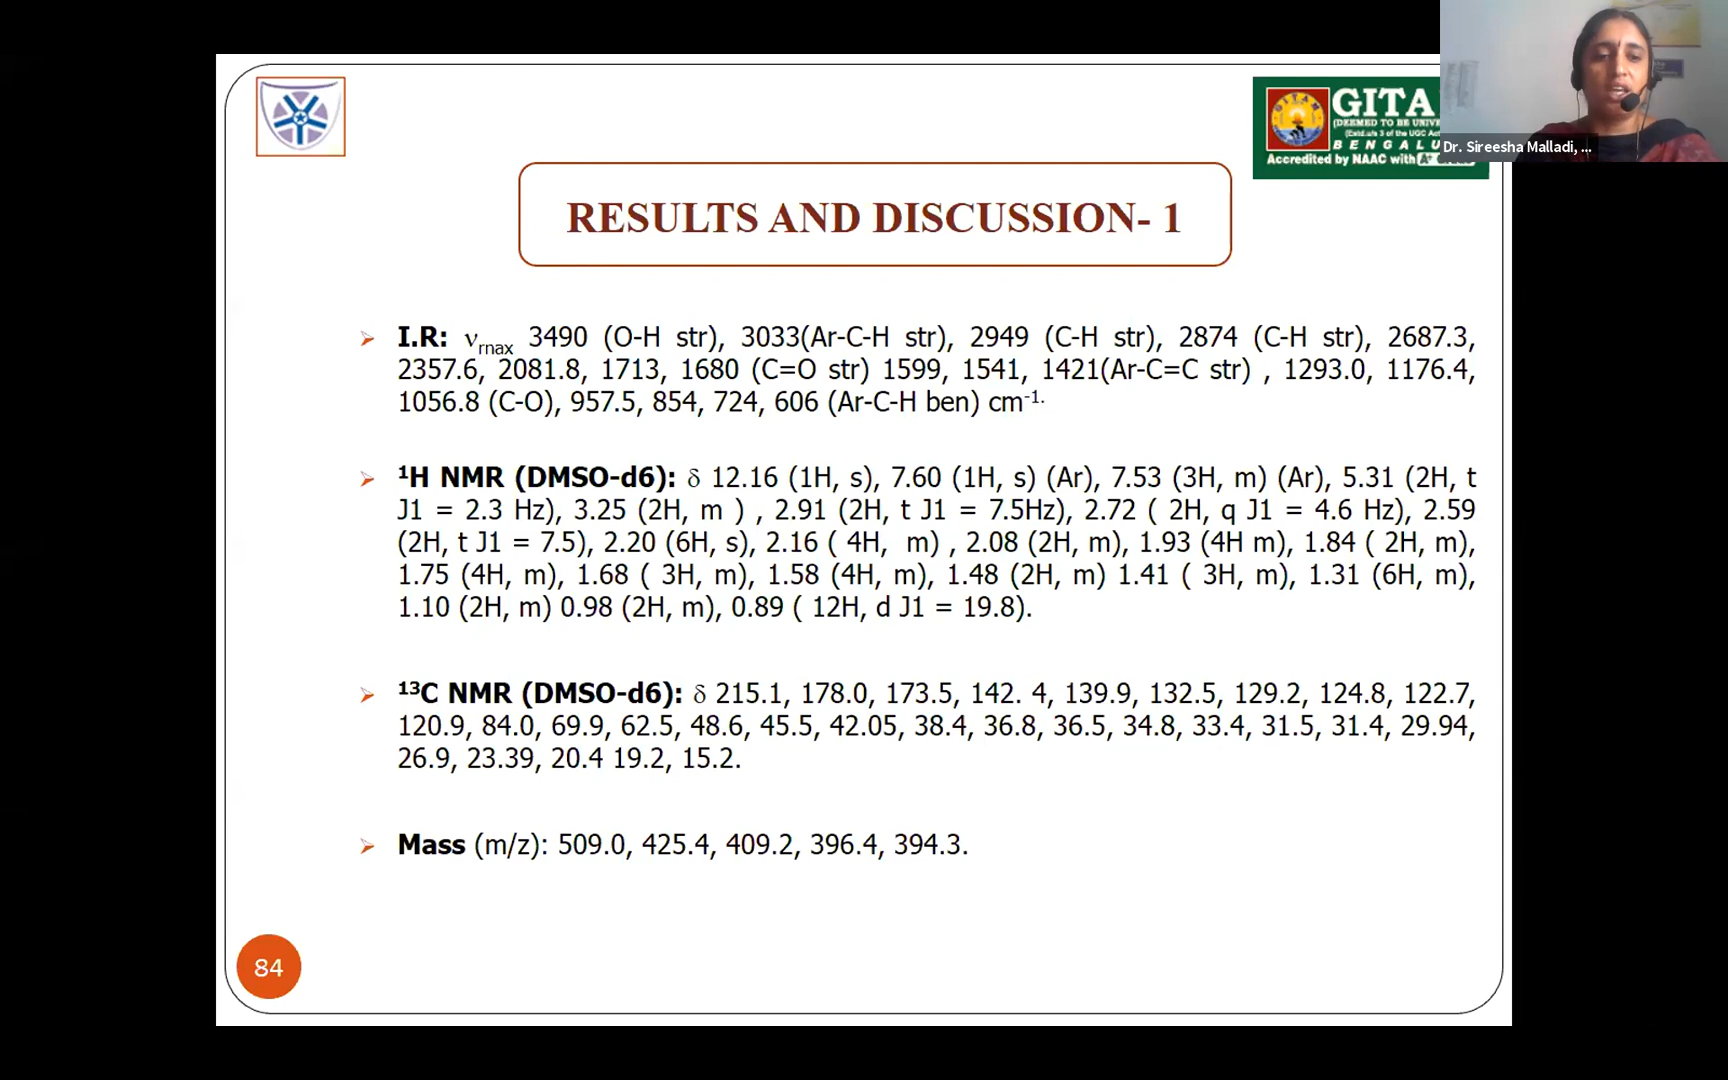 GITA
(DEEMED TO BE UNIVE
(Estd.u/s 3 of the UGC Act
BENGALU
Accredited by NAAC with A+
Dr. Sireesha Malladi, ...
RESULTS AND DISCUSSION- 1
I.R: νrnax 3490 (O-H str), 3033(Ar-C-H str), 2949 (C-H str), 2874 (C-H str), 2687.3,
2357.6, 2081.8, 1713, 1680 (C=O str) 1599, 1541, 1421(Ar-C=C str) , 1293.0, 1176.4,
1056.8 (C-O), 957.5, 854, 724, 606 (Ar-C-H ben) cm⁻¹·
¹H NMR (DMSO-d6): δ 12.16 (1H, s), 7.60 (1H, s) (Ar), 7.53 (3H, m) (Ar), 5.31 (2H, t
J1 = 2.3 Hz), 3.25 (2H, m ) , 2.91 (2H, t J1 = 7.5Hz), 2.72 ( 2H, q J1 = 4.6 Hz), 2.59
(2H, t J1 = 7.5), 2.20 (6H, s), 2.16 ( 4H, m) , 2.08 (2H, m), 1.93 (4H m), 1.84 ( 2H, m),
1.75 (4H, m), 1.68 ( 3H, m), 1.58 (4H, m), 1.48 (2H, m) 1.41 ( 3H, m), 1.31 (6H, m),
1.10 (2H, m) 0.98 (2H, m), 0.89 ( 12H, d J1 = 19.8).
¹³C NMR (DMSO-d6): δ 215.1, 178.0, 173.5, 142. 4, 139.9, 132.5, 129.2, 124.8, 122.7,
120.9, 84.0, 69.9, 62.5, 48.6, 45.5, 42.05, 38.4, 36.8, 36.5, 34.8, 33.4, 31.5, 31.4, 29.94,
26.9, 23.39, 20.4 19.2, 15.2.
Mass (m/z): 509.0, 425.4, 409.2, 396.4, 394.3.
84